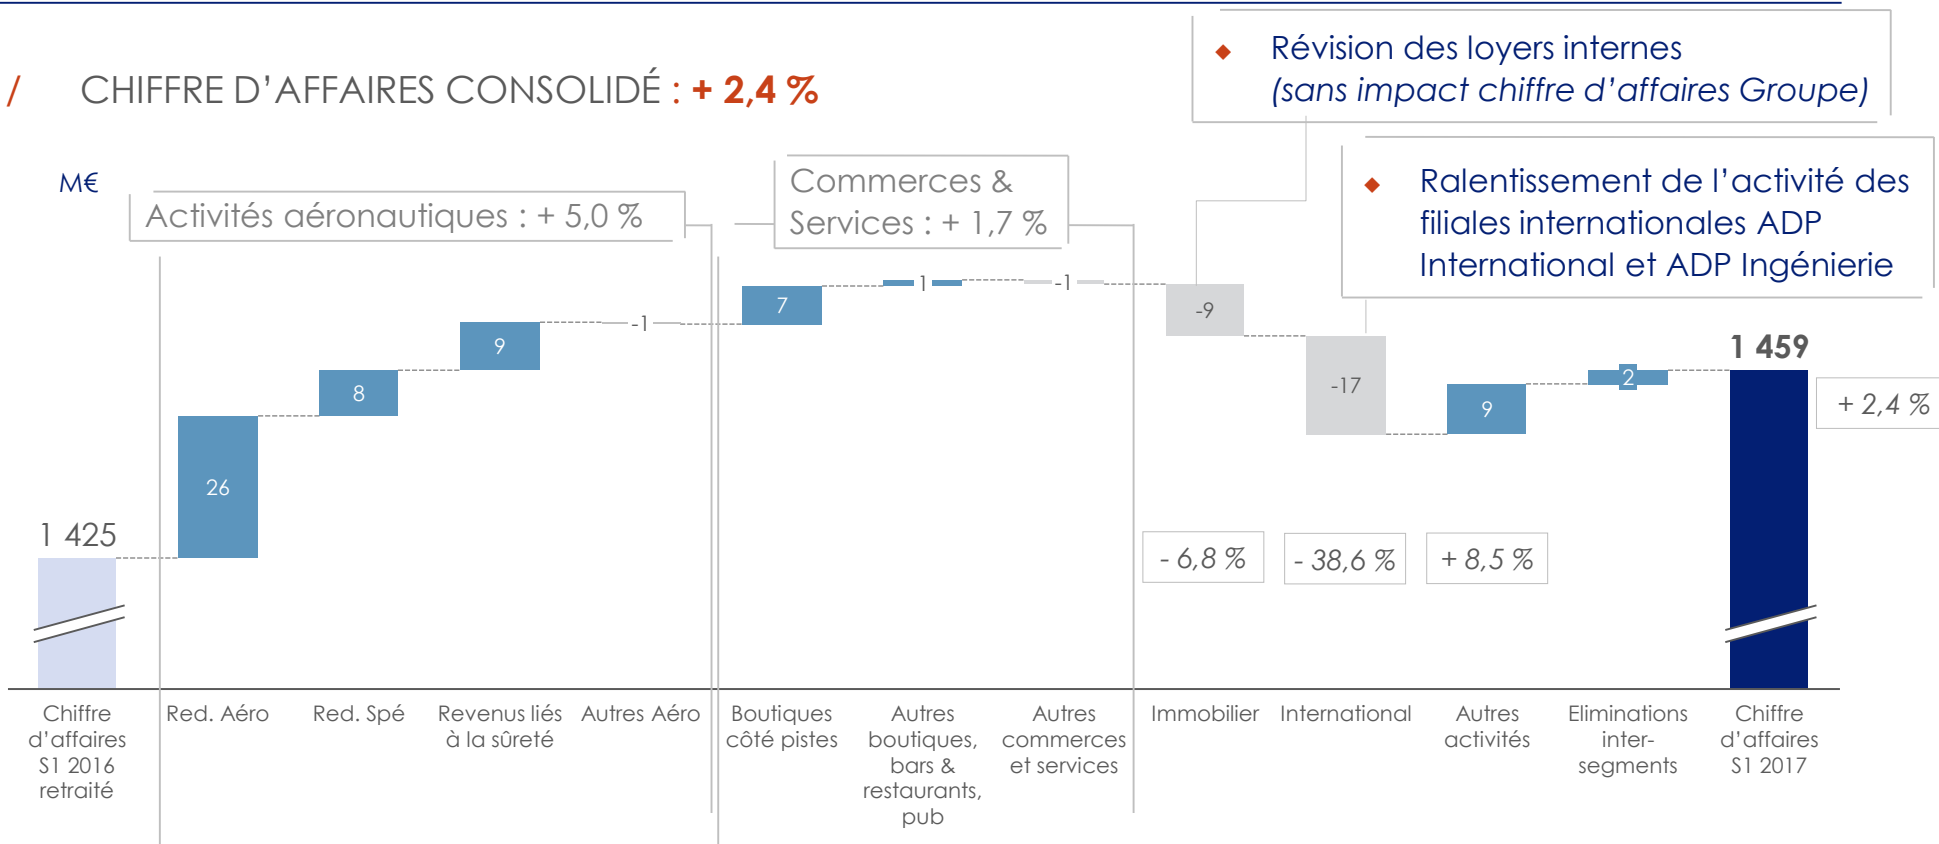 / CHIFFRE D’AFFAIRES CONSOLIDÉ : + 2,4 %
◆ Révision des loyers internes
(sans impact chiffre d’affaires Groupe)
◆ Ralentissement de l’activité des
filiales internationales ADP
International et ADP Ingénierie
M€
Activités aéronautiques : + 5,0 %
Commerces &
Services : + 1,7 %
1 425
26
8
9
-1
7
1
-1
-9
-17
9
2
1 459
+ 2,4 %
- 6,8 %
- 38,6 %
+ 8,5 %
Chiffre
d’affaires
S1 2016
retraité
Red. Aéro
Red. Spé
Revenus liés
à la sûreté
Autres Aéro
Boutiques
côté pistes
Autres
boutiques,
bars &
restaurants,
pub
Autres
commerces
et services
Immobilier
International
Autres
activités
Eliminations
inter-
segments
Chiffre
d’affaires
S1 2017